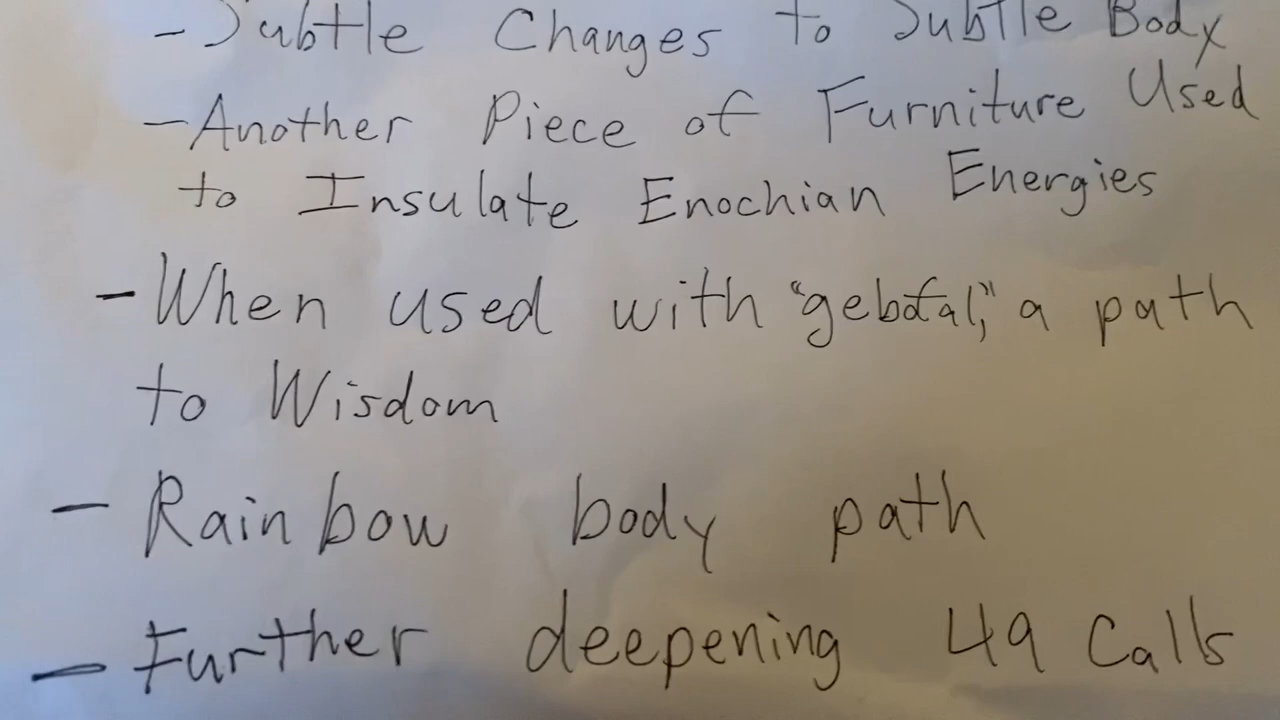 - Subtle Changes to Subtle Body
- Another Piece of Furniture Used
to Insulate Enochian Energies
- When used with "gebofal," a path
to Wisdom
- Rainbow body path
- Further deepening 49 Calls